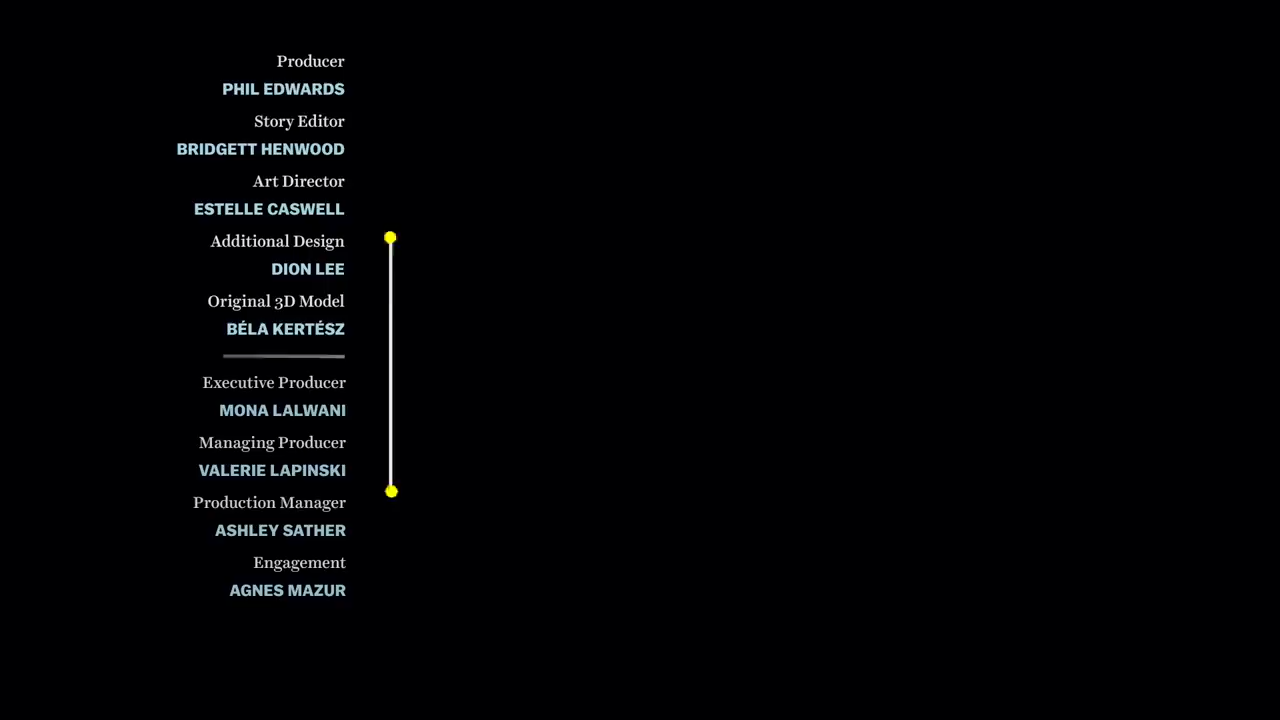 Producer
PHIL EDWARDS
Story Editor
BRIDGETT HENWOOD
Art Director
ESTELLE CASWELL
Additional Design
DION LEE
Original 3D Model
BÉLA KERTÉSZ
Executive Producer
MONA LALWANI
Managing Producer
VALERIE LAPINSKI
Production Manager
ASHLEY SATHER
Engagement
AGNES MAZUR